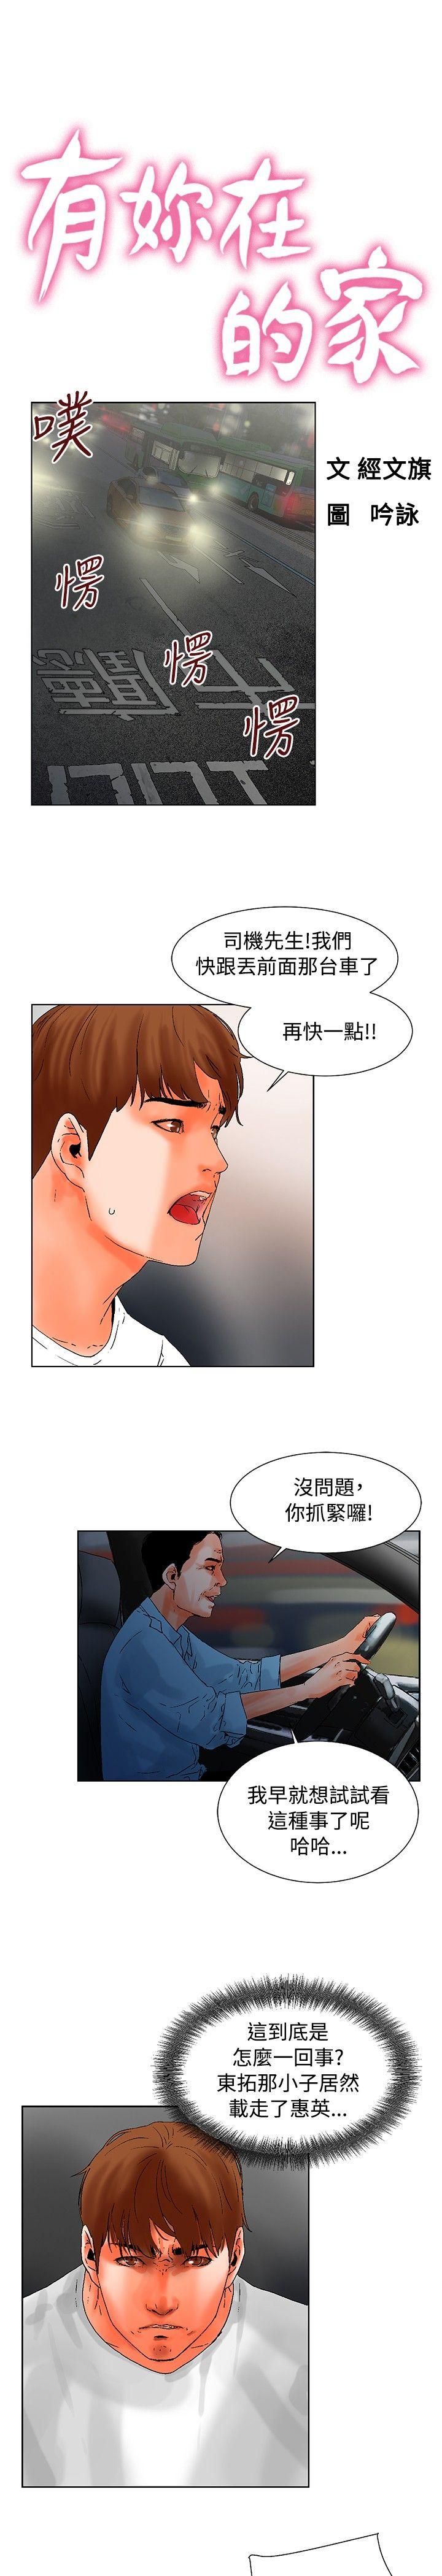 有妳在
的家
文 經文旗
圖 吟詠
噗
愣
愣
愣
司機先生!我們
快跟丟前面那台車了
再快一點!!
沒問題,
你抓緊囉!
我早就想試試看
這種事了呢
哈哈...
這到底是
怎麼一回事?
東拓那小子居然
載走了惠英...